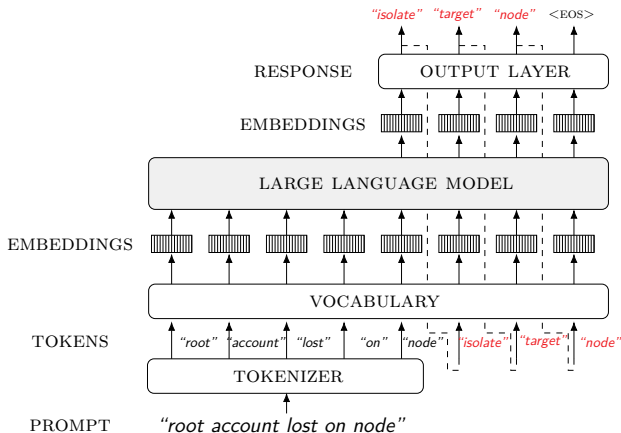 “isolate” “target” “node” <EOS>
RESPONSE OUTPUT LAYER
EMBEDDINGS
LARGE LANGUAGE MODEL
EMBEDDINGS
VOCABULARY
TOKENS “root” “account” “lost” “on” “node” “isolate” “target” “node”
TOKENIZER
PROMPT “root account lost on node”